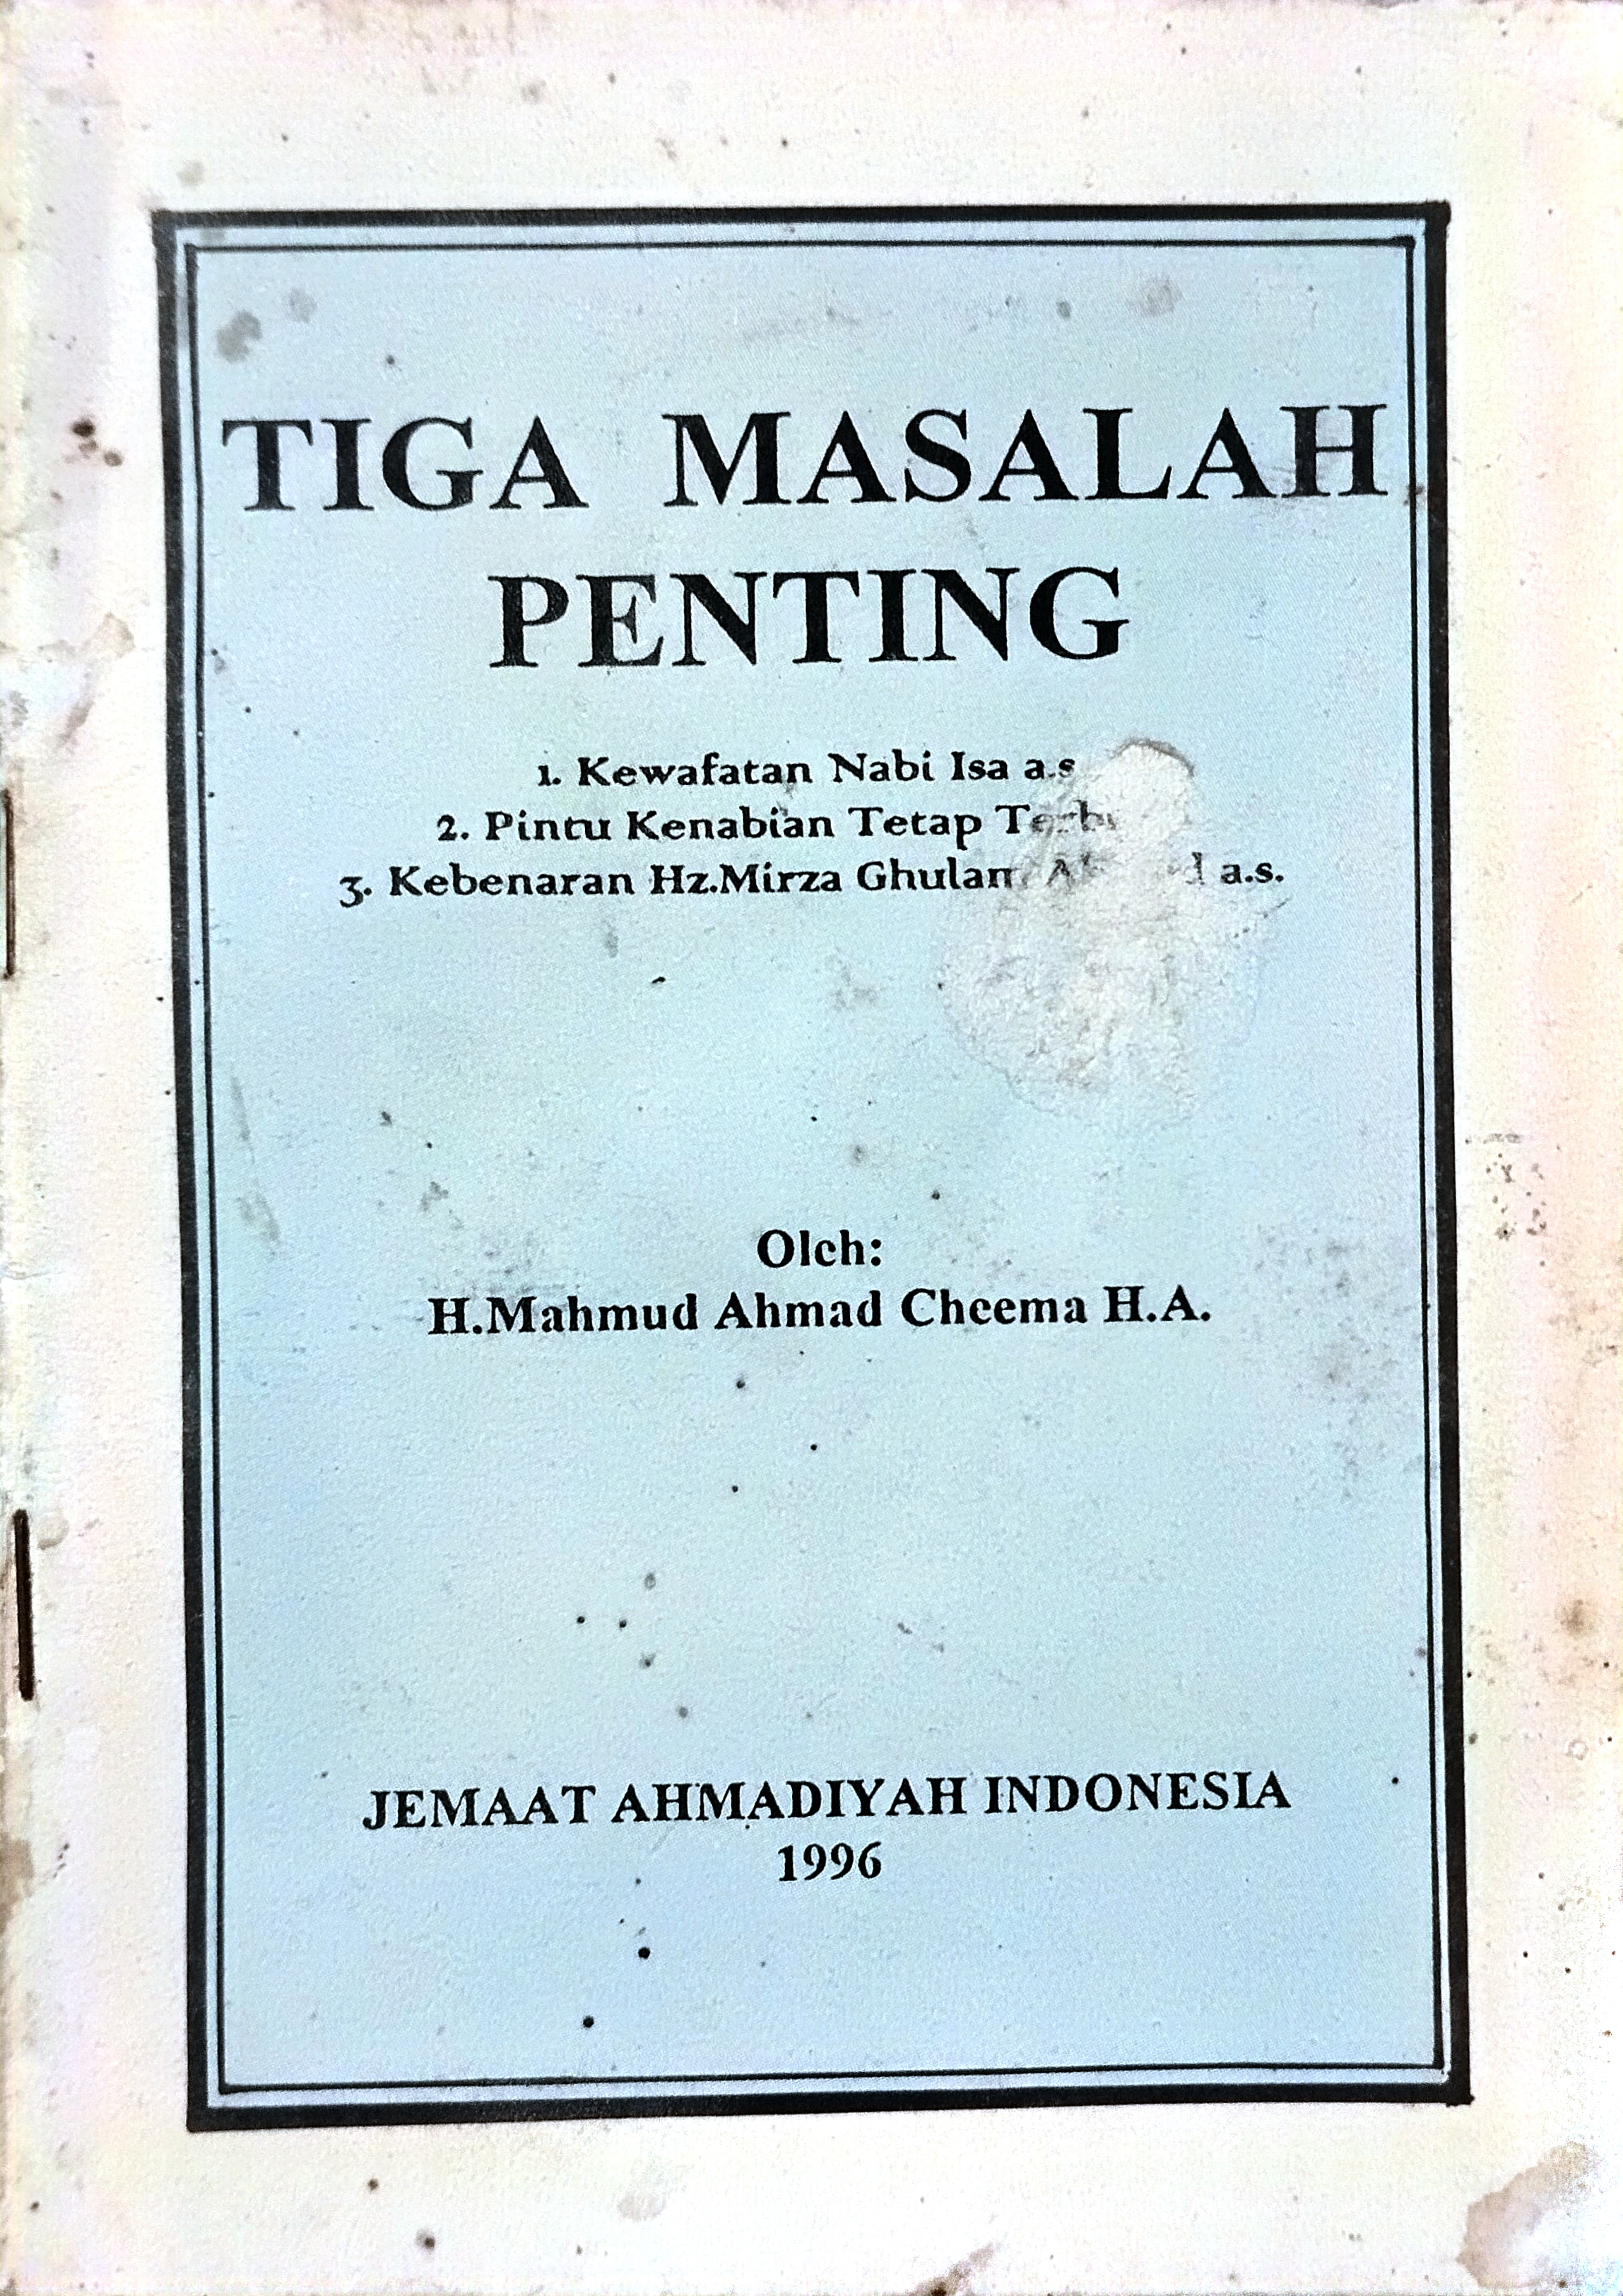 TIGA MASALAH
PENTING
1. Kewafatan Nabi Isa a.s
2. Pintu Kenabian Tetap
3. Kebenaran Hz.Mirza Ghulam a.s.
Oleh:
H.Mahmud Ahmad Cheema H.A.
JEMAAT AHMADIYAH INDONESIA
1996